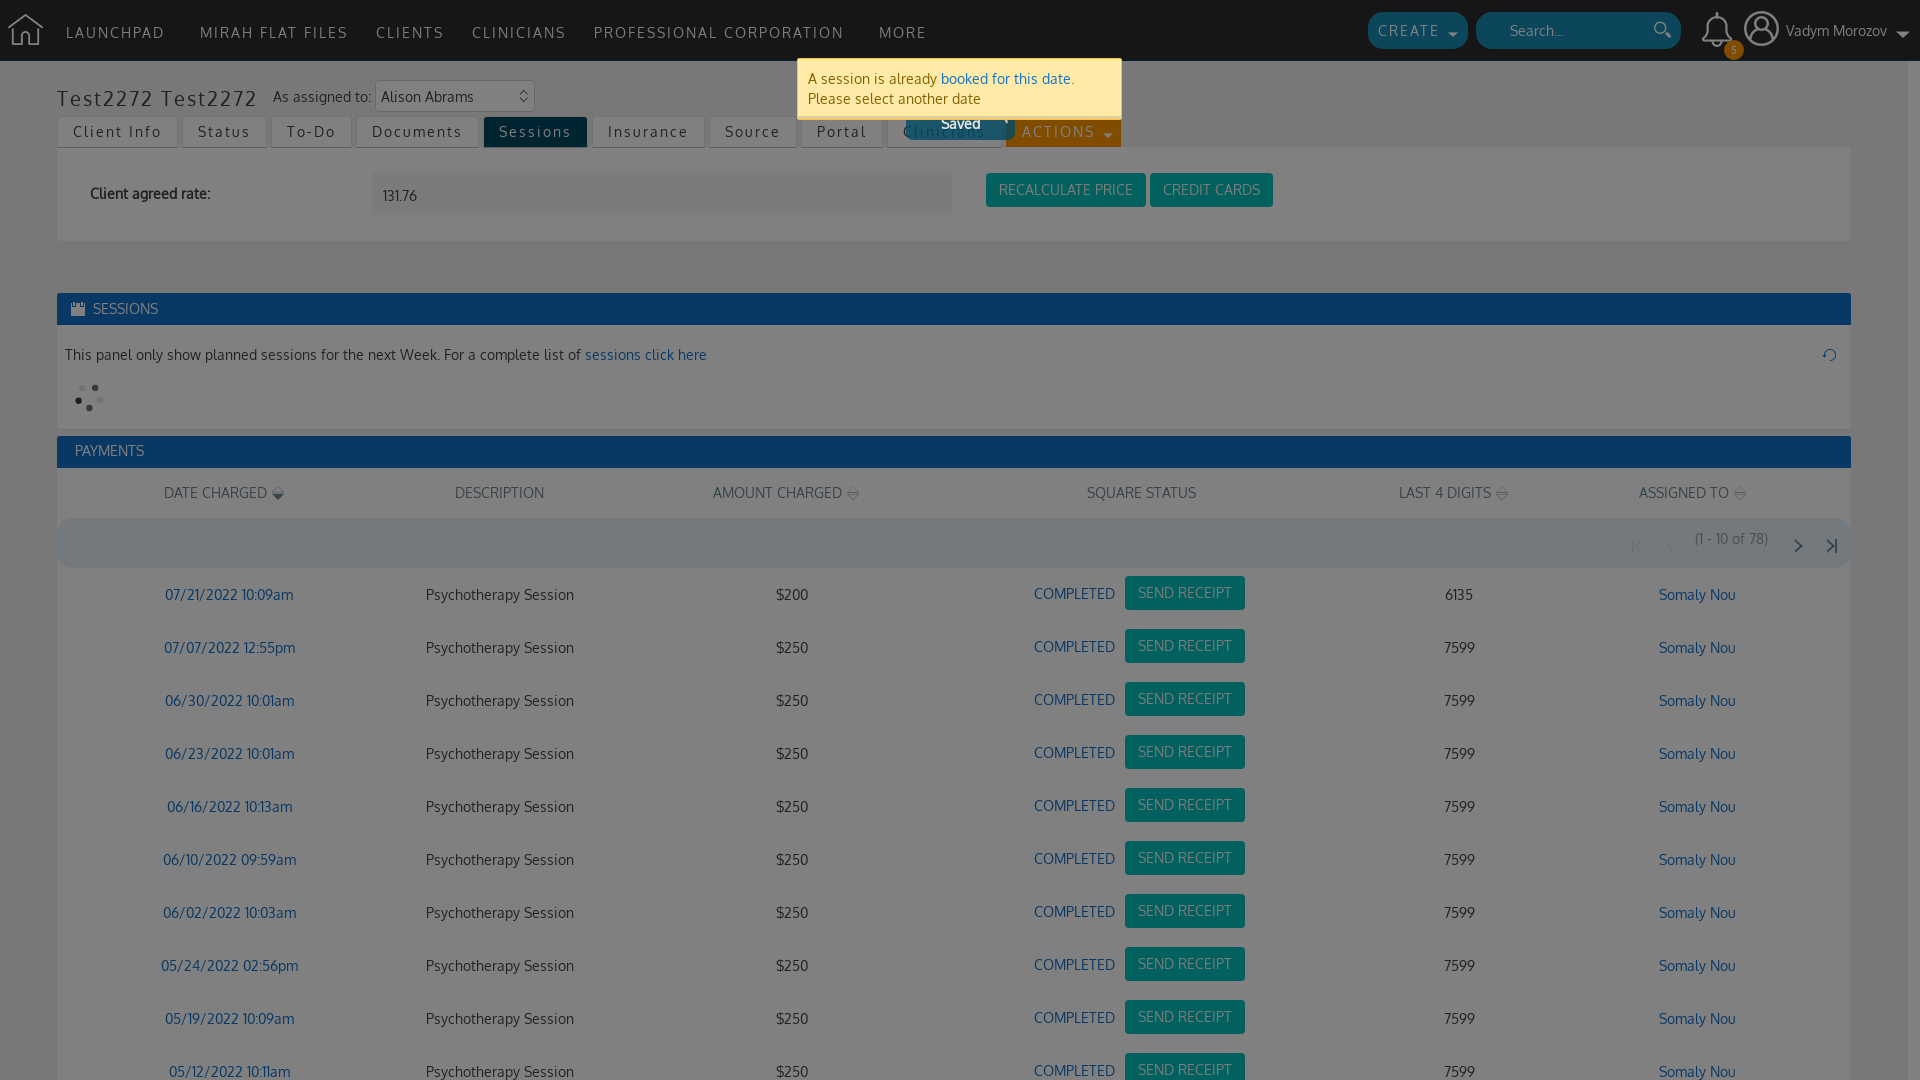 LAUNCHPAD MIRAH FLAT FILES CLIENTS CLINICIANS PROFESSIONAL CORPORATION MORE CREATE Search... 5 Vadym Morozov
A session is already booked for this date.
Please select another date
Saved
Test2272 Test2272 As assigned to: Alison Abrams
Client Info Status To-Do Documents Sessions Insurance Source Portal Clinicians ACTIONS
Client agreed rate: 131.76 RECALCULATE PRICE CREDIT CARDS
SESSIONS
This panel only show planned sessions for the next Week. For a complete list of sessions click here
PAYMENTS
DATE CHARGED DESCRIPTION AMOUNT CHARGED SQUARE STATUS LAST 4 DIGITS ASSIGNED TO
(1 - 10 of 78)
07/21/2022 10:09am Psychotherapy Session $200 COMPLETED SEND RECEIPT 6135 Somaly Nou
07/07/2022 12:55pm Psychotherapy Session $250 COMPLETED SEND RECEIPT 7599 Somaly Nou
06/30/2022 10:01am Psychotherapy Session $250 COMPLETED SEND RECEIPT 7599 Somaly Nou
06/23/2022 10:01am Psychotherapy Session $250 COMPLETED SEND RECEIPT 7599 Somaly Nou
06/16/2022 10:13am Psychotherapy Session $250 COMPLETED SEND RECEIPT 7599 Somaly Nou
06/10/2022 09:59am Psychotherapy Session $250 COMPLETED SEND RECEIPT 7599 Somaly Nou
06/02/2022 10:03am Psychotherapy Session $250 COMPLETED SEND RECEIPT 7599 Somaly Nou
05/24/2022 02:56pm Psychotherapy Session $250 COMPLETED SEND RECEIPT 7599 Somaly Nou
05/19/2022 10:09am Psychotherapy Session $250 COMPLETED SEND RECEIPT 7599 Somaly Nou
05/12/2022 10:11am Psychotherapy Session $250 COMPLETED SEND RECEIPT 7599 Somaly Nou